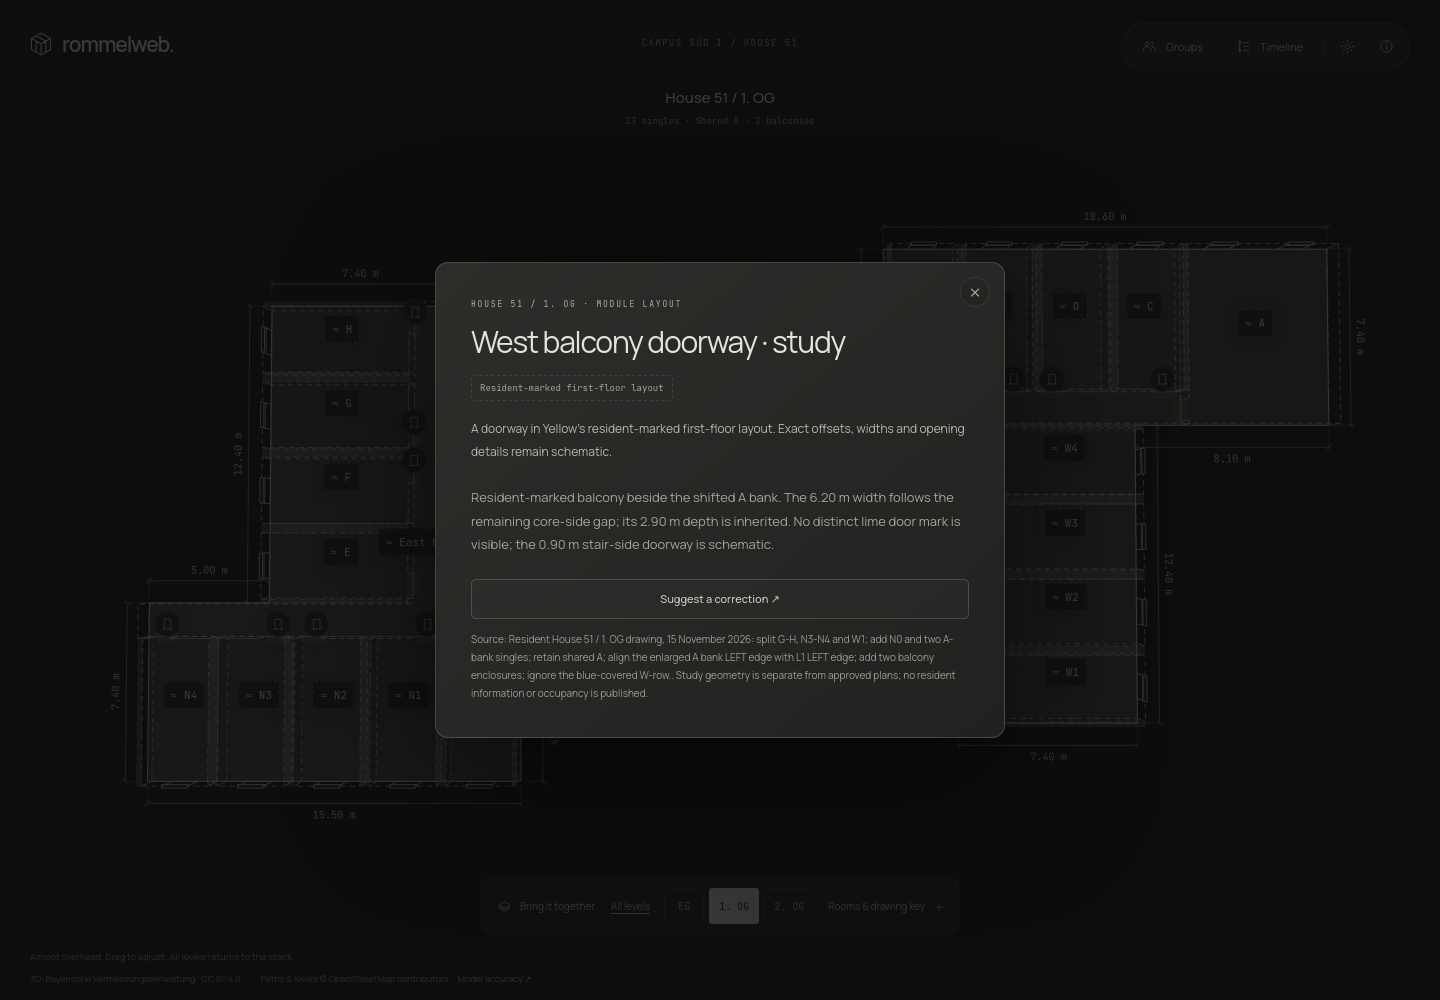 rommelweb.
CAMPUS SÜD I / HOUSE 51
Groups
Timeline
House 51 / 1. OG
23 singles · Shared A · 2 balconies
18.60 m
7.40 m
≈ H
≈ D
≈ C
≈ A
7.40 m
≈ G
12.40 m
≈ F
≈ East
≈ E
5.00 m
≈ W4
8.10 m
≈ W3
12.40 m
≈ W2
≈ W1
7.40 m
≈ N4
≈ N3
≈ N2
≈ N1
7.40 m
15.50 m
HOUSE 51 / 1. OG · MODULE LAYOUT
West balcony doorway · study
Resident-marked first-floor layout
A doorway in Yellow's resident-marked first-floor layout. Exact offsets, widths and opening
details remain schematic.
Resident-marked balcony beside the shifted A bank. The 6.20 m width follows the
remaining core-side gap; its 2.90 m depth is inherited. No distinct lime door mark is
visible; the 0.90 m stair-side doorway is schematic.
Suggest a correction ↗
Source: Resident House 51 / 1. OG drawing, 15 November 2026: split G-H, N3-N4 and W1; add N0 and two A-
bank singles; retain shared A; align the enlarged A bank LEFT edge with L1 LEFT edge; add two balcony
enclosures; ignore the blue-covered W-row.. Study geometry is separate from approved plans; no resident
information or occupancy is published.
Bring it together
All levels
EG
1. OG
2. OG
Rooms & drawing key +
Almost overhead. Drag to adjust. All levels returns to the stack.
3D: Bayerische Vermessungsverwaltung · CC BY 4.0
Paths & levels © OpenStreetMap contributors
Model accuracy ↗